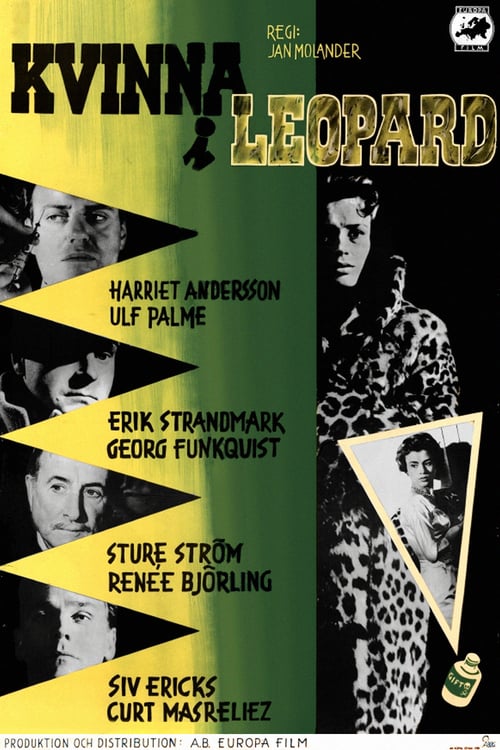 REGI:
JAN MOLANDER
EUROPA
FILM
KVINNA
i LEOPARD
HARRIET ANDERSSON
ULF PALME
ERIK STRANDMARK
GEORG FUNKQUIST
STURE STRÖM
RENÉE BJÖRLING
SIV ERICKS
CURT MASRELIEZ
GIFT
PRODUKTION OCH DISTRIBUTION: A.B. EUROPA FILM